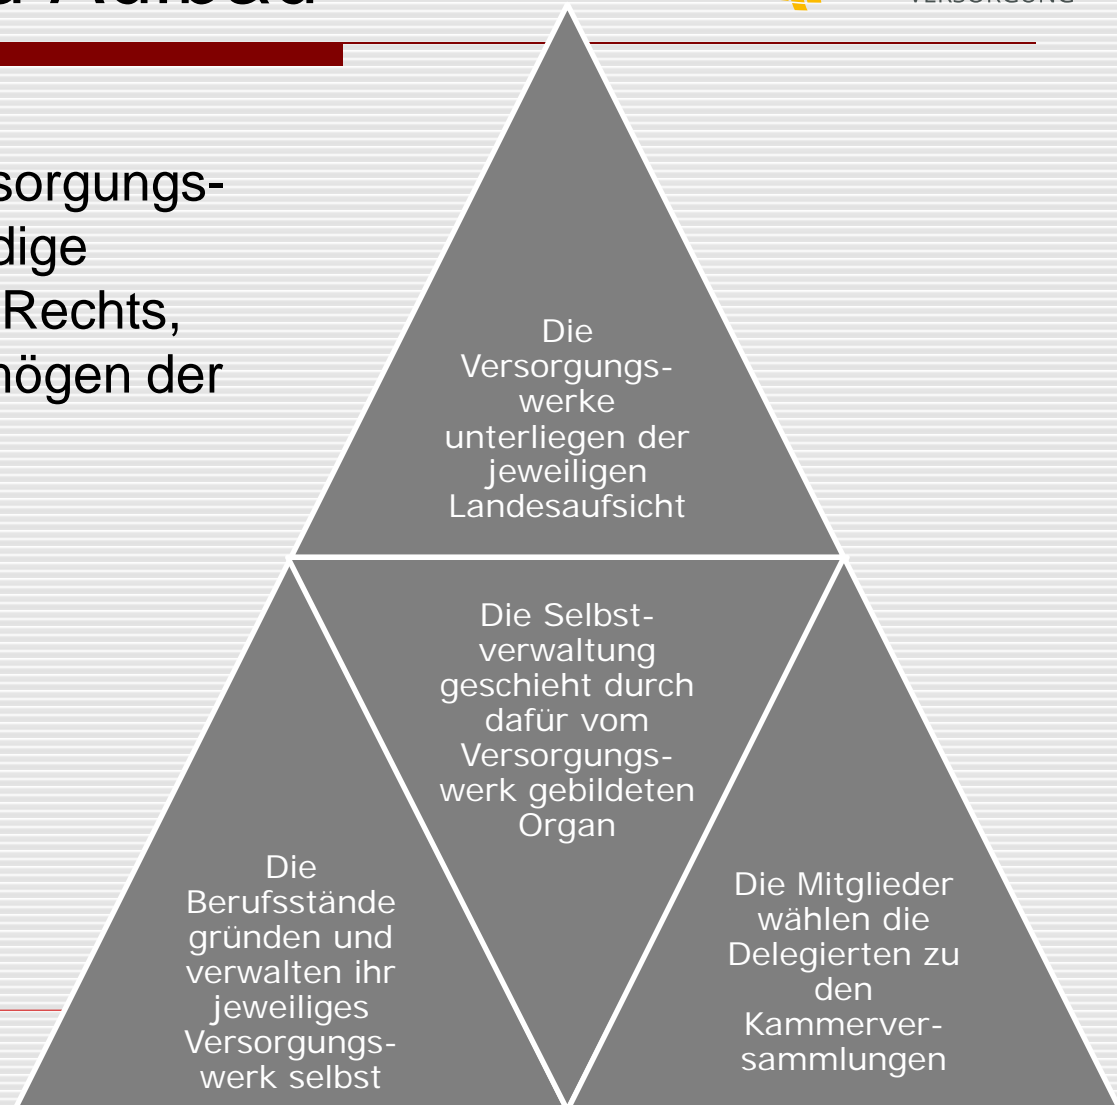 Aufbau
VERSORGUNG
sorgungs-
dige
Rechts,
mögen der
Die
Versorgungs-
werke
unterliegen der
jeweiligen
Landesaufsicht
Die Selbst-
verwaltung
geschieht durch
dafür vom
Versorgungs-
werk gebildeten
Organ
Die
Berufsstände
gründen und
verwalten ihr
jeweiliges
Versorgungs-
werk selbst
Die Mitglieder
wählen die
Delegierten zu
den
Kammerver-
sammlungen